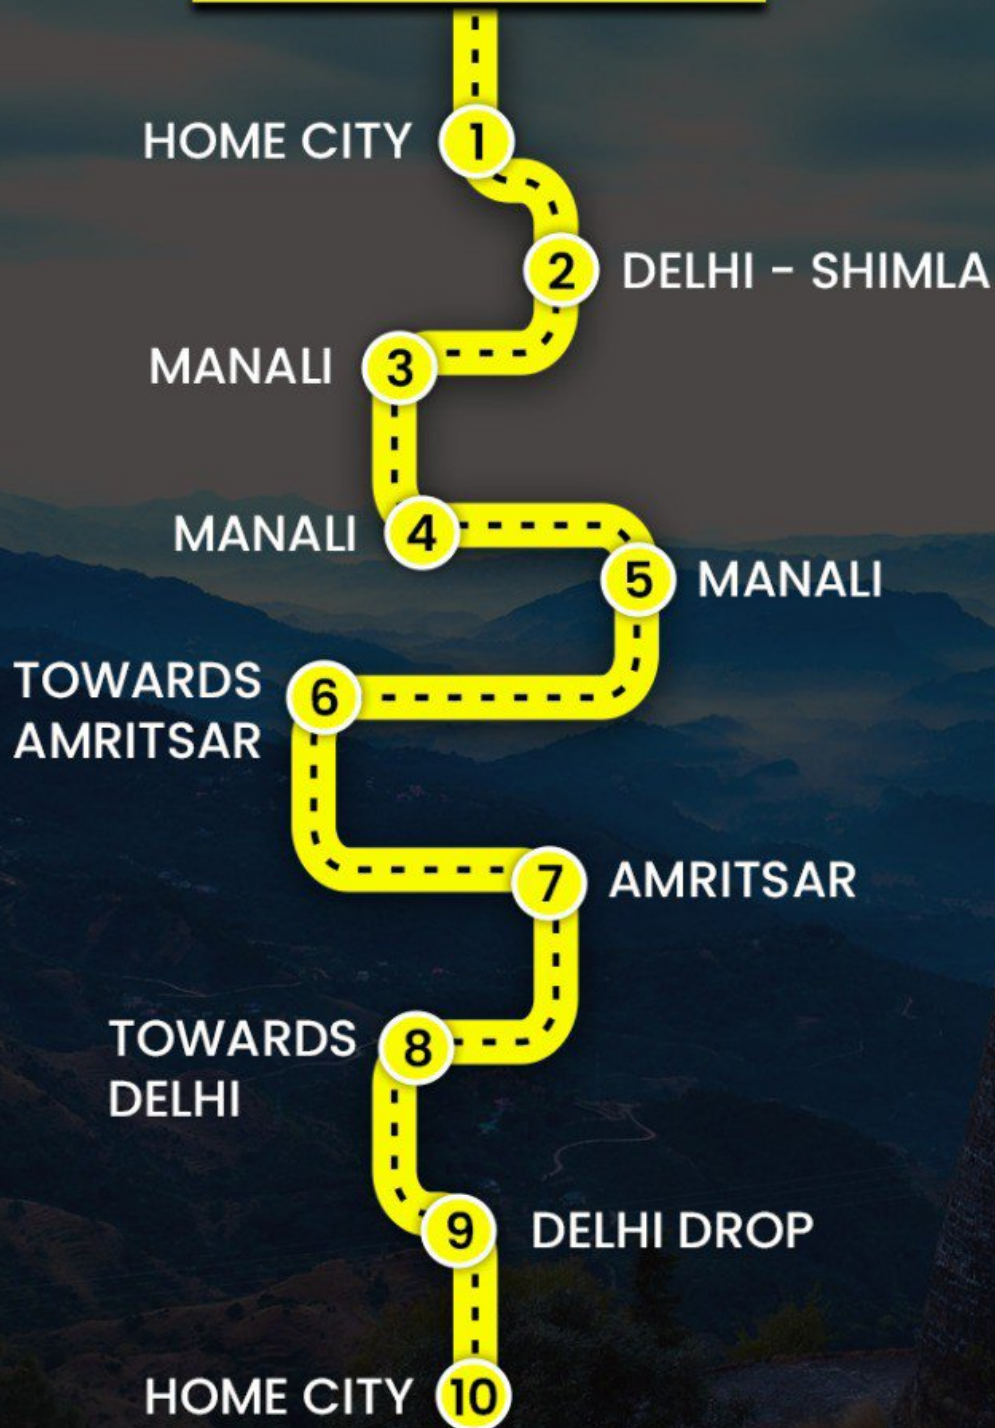 HOME CITY
1
2
DELHI - SHIMLA
MANALI
3
MANALI
4
5
MANALI
TOWARDS
AMRITSAR
6
7
AMRITSAR
TOWARDS
DELHI
8
9
DELHI DROP
HOME CITY
10